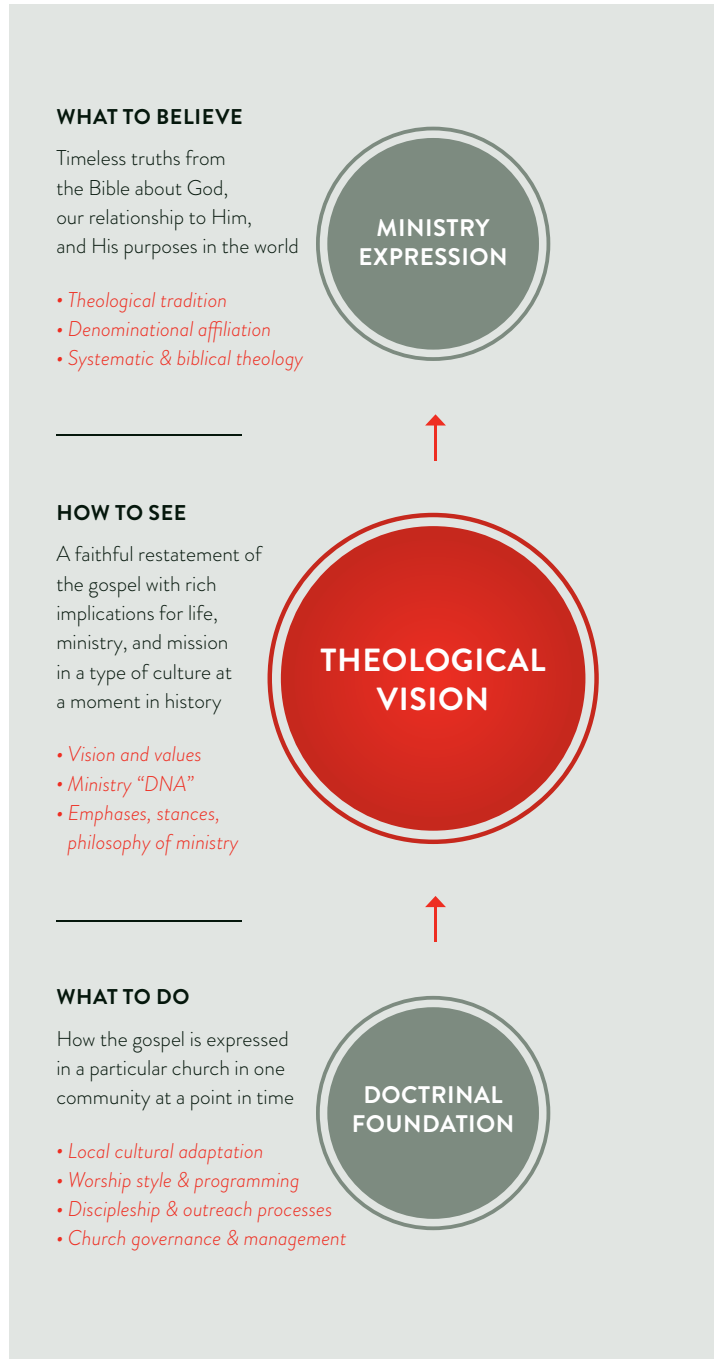 WHAT TO BELIEVE
Timeless truths from
the Bible about God,
our relationship to Him,
and His purposes in the world
• Theological tradition
• Denominational affiliation
• Systematic & biblical theology
MINISTRY
EXPRESSION
HOW TO SEE
A faithful restatement of
the gospel with rich
implications for life,
ministry, and mission
in a type of culture at
a moment in history
• Vision and values
• Ministry “DNA”
• Emphases, stances,
philosophy of ministry
THEOLOGICAL
VISION
WHAT TO DO
How the gospel is expressed
in a particular church in one
community at a point in time
• Local cultural adaptation
• Worship style & programming
• Discipleship & outreach processes
• Church governance & management
DOCTRINAL
FOUNDATION